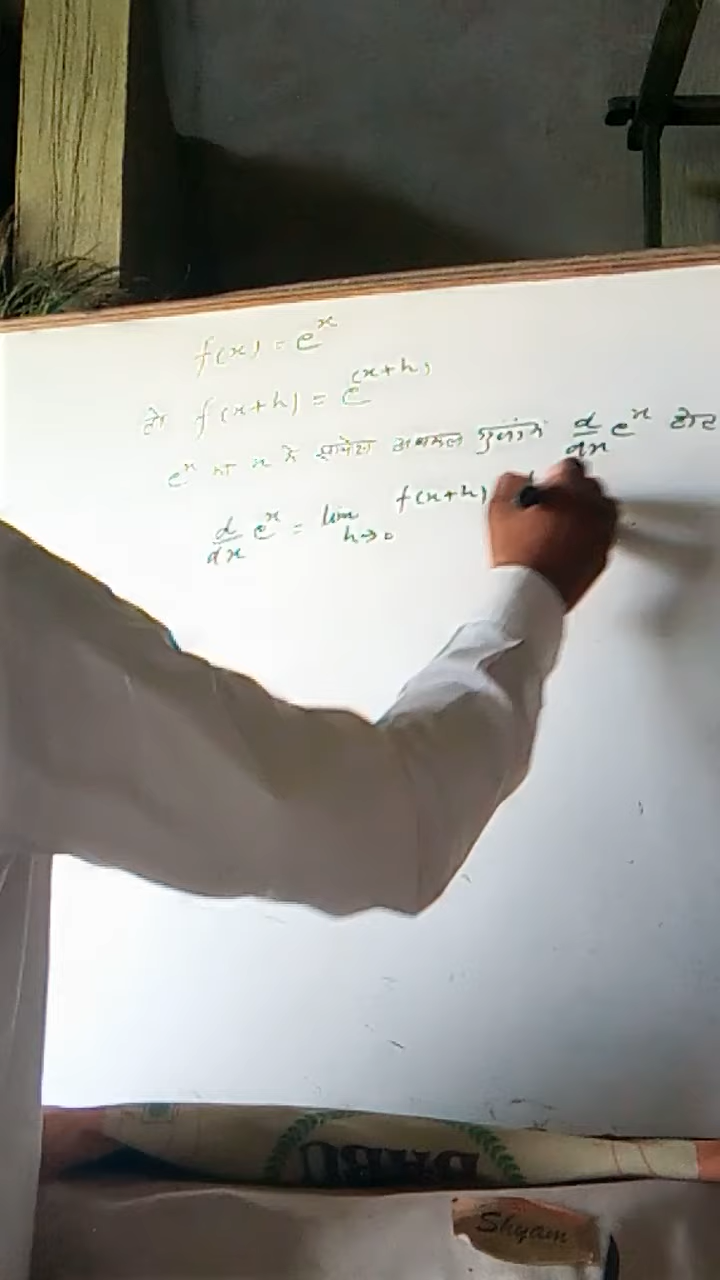 f(x) = e^x
तो f(x+h) = e^(x+h)
e^x का x के सापेक्ष अवकल गुणांक d/dx e^x
d/dx e^x = lim h→0 f(x+h)
Shyam